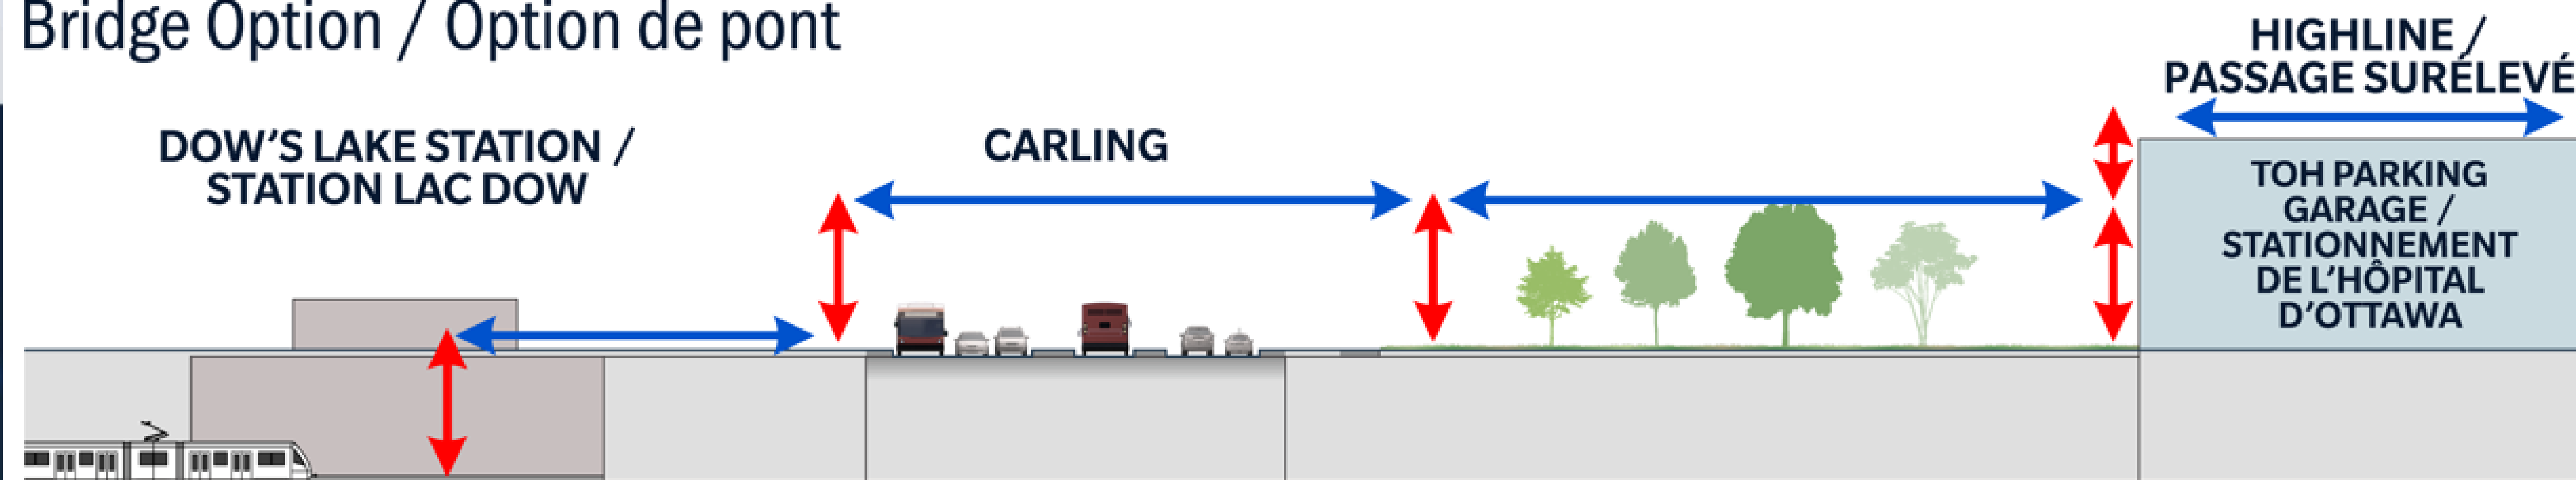 Bridge Option / Option de pont
HIGHLINE /
PASSAGE SURÉLEVÉ
DOW'S LAKE STATION /
STATION LAC DOW
CARLING
TOH PARKING
GARAGE /
STATIONNEMENT
DE L'HÔPITAL
D'OTTAWA